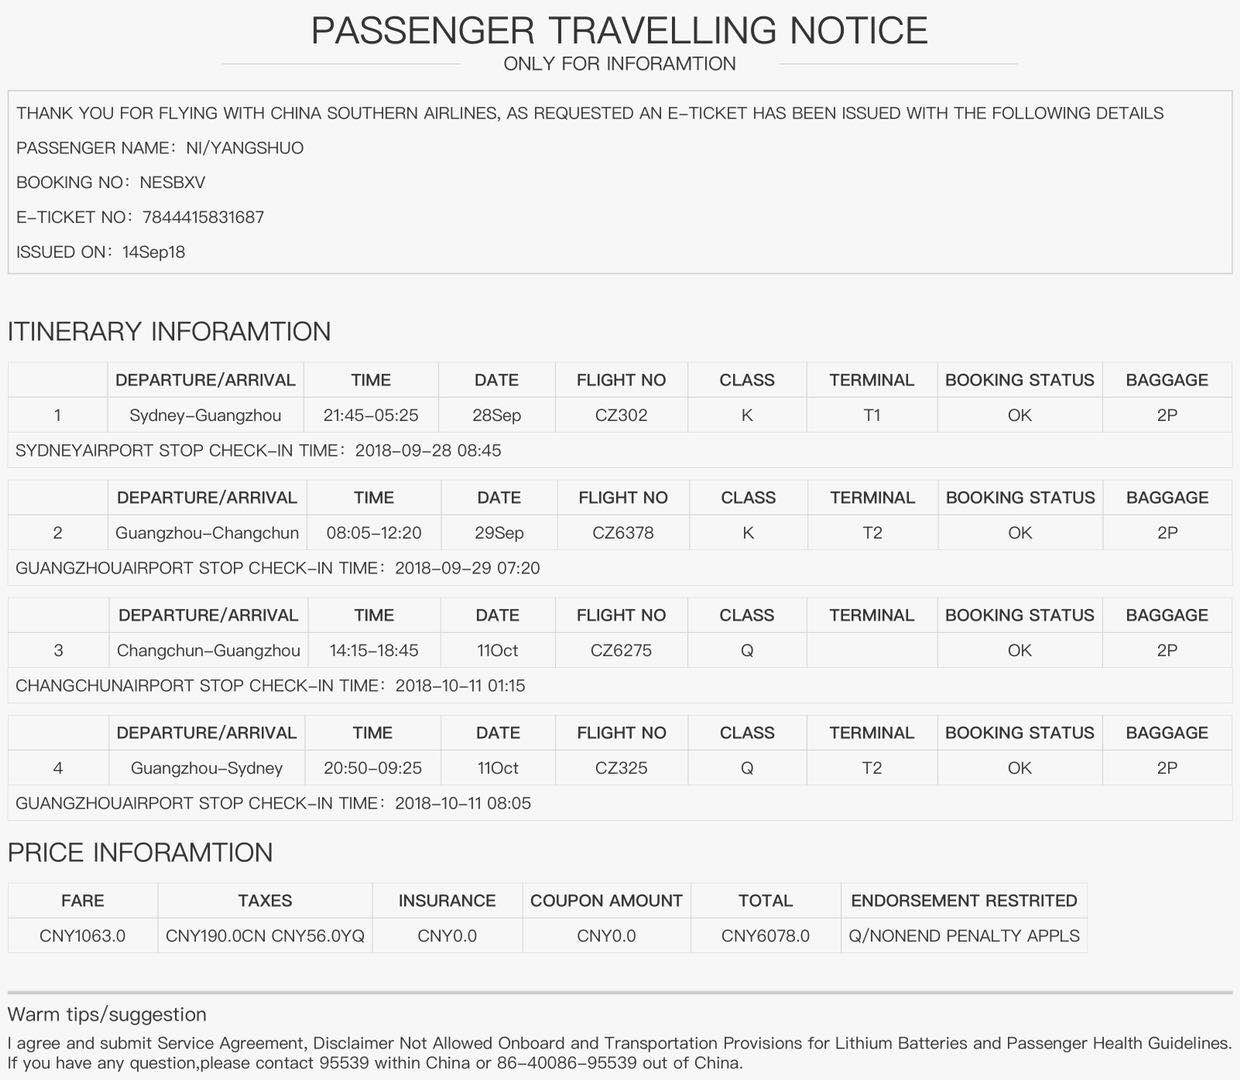 PASSENGER TRAVELLING NOTICE
ONLY FOR INFORAMTION
THANK YOU FOR FLYING WITH CHINA SOUTHERN AIRLINES, AS REQUESTED AN E-TICKET HAS BEEN ISSUED WITH THE FOLLOWING DETAILS
PASSENGER NAME: NI/YANGSHUO
BOOKING NO: NESBXV
E-TICKET NO: 7844415831687
ISSUED ON: 14Sep18
ITINERARY INFORAMTION
DEPARTURE/ARRIVAL TIME DATE FLIGHT NO CLASS TERMINAL BOOKING STATUS BAGGAGE
1 Sydney-Guangzhou 21:45-05:25 28Sep CZ302 K T1 OK 2P
SYDNEYAIRPORT STOP CHECK-IN TIME: 2018-09-28 08:45
DEPARTURE/ARRIVAL TIME DATE FLIGHT NO CLASS TERMINAL BOOKING STATUS BAGGAGE
2 Guangzhou-Changchun 08:05-12:20 29Sep CZ6378 K T2 OK 2P
GUANGZHOUAIRPORT STOP CHECK-IN TIME: 2018-09-29 07:20
DEPARTURE/ARRIVAL TIME DATE FLIGHT NO CLASS TERMINAL BOOKING STATUS BAGGAGE
3 Changchun-Guangzhou 14:15-18:45 11Oct CZ6275 Q OK 2P
CHANGCHUNAIRPORT STOP CHECK-IN TIME: 2018-10-11 01:15
DEPARTURE/ARRIVAL TIME DATE FLIGHT NO CLASS TERMINAL BOOKING STATUS BAGGAGE
4 Guangzhou-Sydney 20:50-09:25 11Oct CZ325 Q T2 OK 2P
GUANGZHOUAIRPORT STOP CHECK-IN TIME: 2018-10-11 08:05
PRICE INFORAMTION
FARE TAXES INSURANCE COUPON AMOUNT TOTAL ENDORSEMENT RESTRITED
CNY1063.0 CNY190.0CN CNY56.0YQ CNY0.0 CNY0.0 CNY6078.0 Q/NONEND PENALTY APPLS
Warm tips/suggestion
I agree and submit Service Agreement, Disclaimer Not Allowed Onboard and Transportation Provisions for Lithium Batteries and Passenger Health Guidelines.
If you have any question,please contact 95539 within China or 86-40086-95539 out of China.